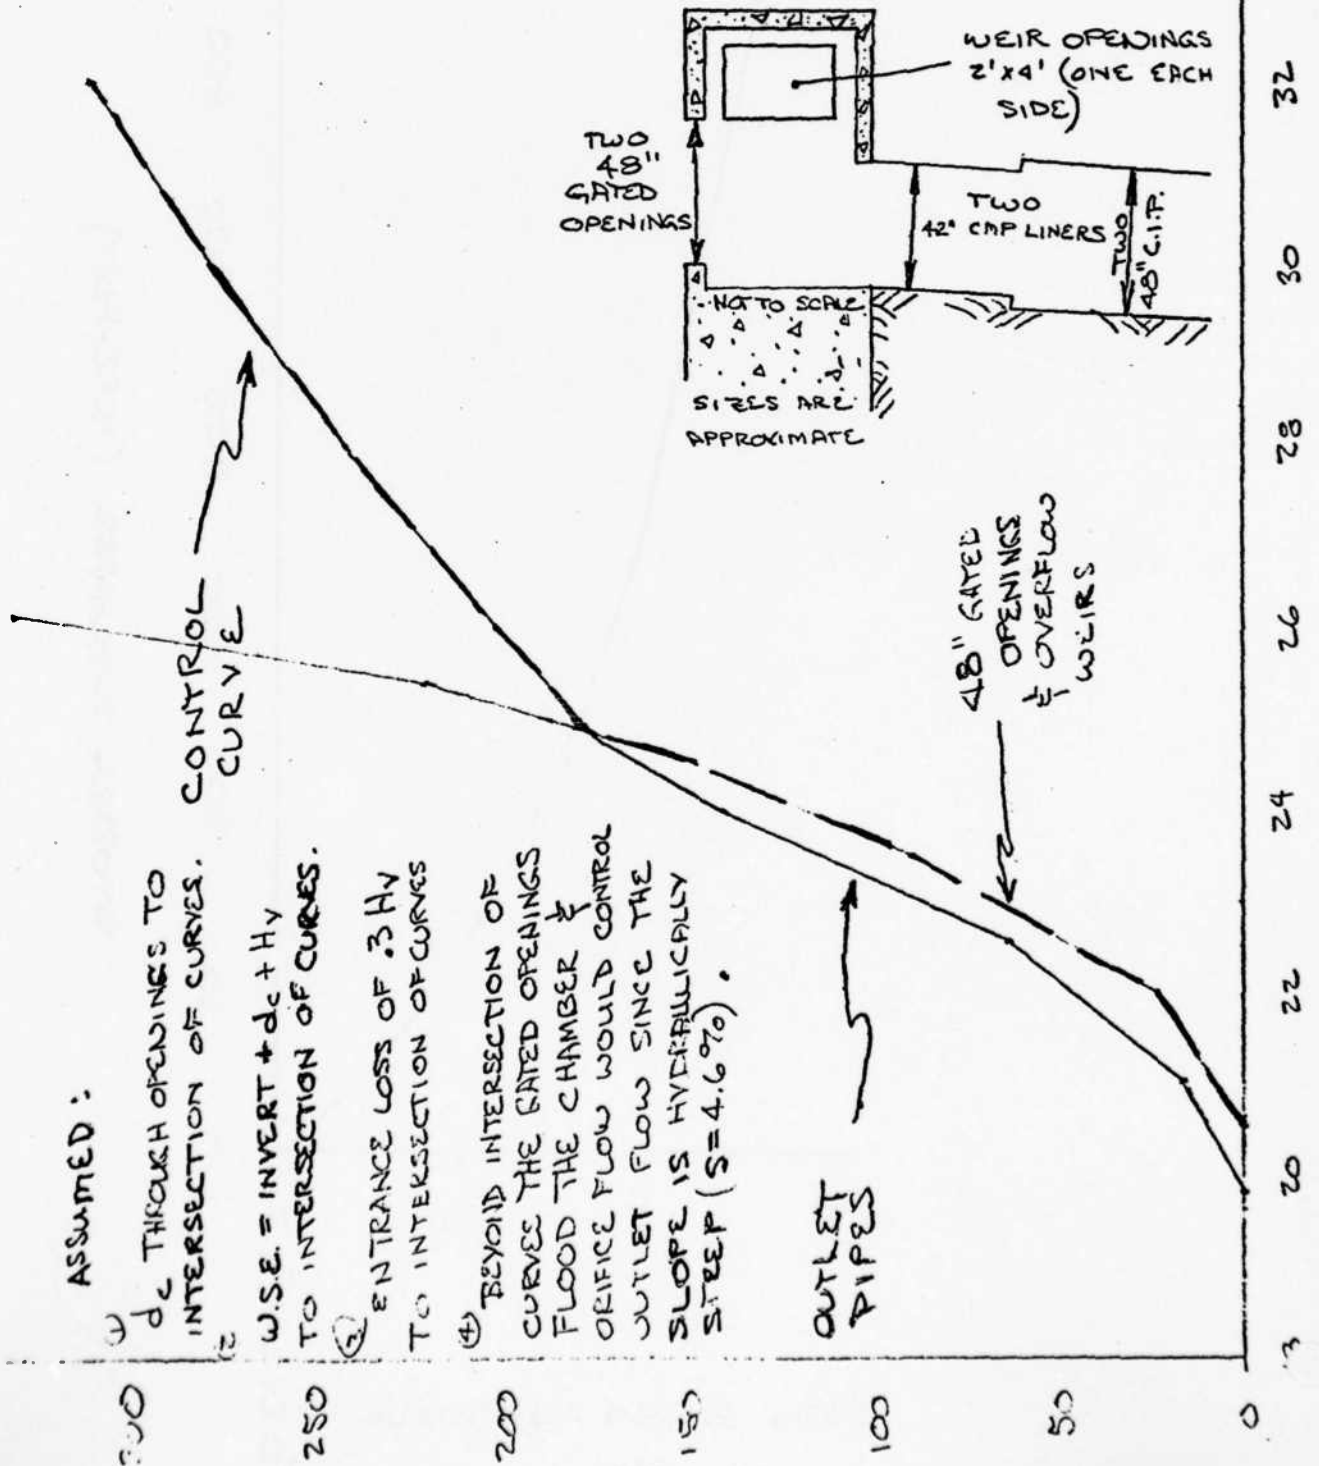 ASSUMED :
(1)
dc THROUGH OPENINGS TO
INTERSECTION OF CURVES.
(2
W.S.E. = INVERT + dc + Hv
TO INTERSECTION OF CURVES.
(3)
ENTRANCE LOSS OF .3 Hv
TO INTERSECTION OF CURVES
(4)
BEYOND INTERSECTION OF
CURVES THE GATED OPENINGS
FLOOD THE CHAMBER &
ORIFICE FLOW WOULD CONTROL
OUTLET FLOW SINCE THE
SLOPE IS HYDRAULICALLY
STEEP (S=4.6%).
CONTROL
CURVE
OUTLET
PIPES
48" GATED
OPENINGS
& OVERFLOW
WEIRS
WEIR OPENINGS
2'x4' (ONE EACH
SIDE)
TWO
48"
GATED
OPENINGS
TWO
42" CMP LINERS
TWO
48" C.I.P.
NOT TO SCALE
SIZES ARE
APPROXIMATE
300
250
200
150
100
50
0
20
22
24
26
28
30
32